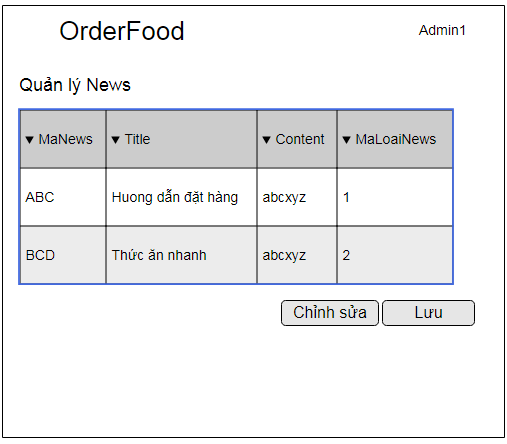 OrderFood
Admin1
Quản lý News
MaNews Title Content MaLoaiNews
ABC Huong dẫn đặt hàng abcxyz 1
BCD Thức ăn nhanh abcxyz 2
Chỉnh sửa Lưu